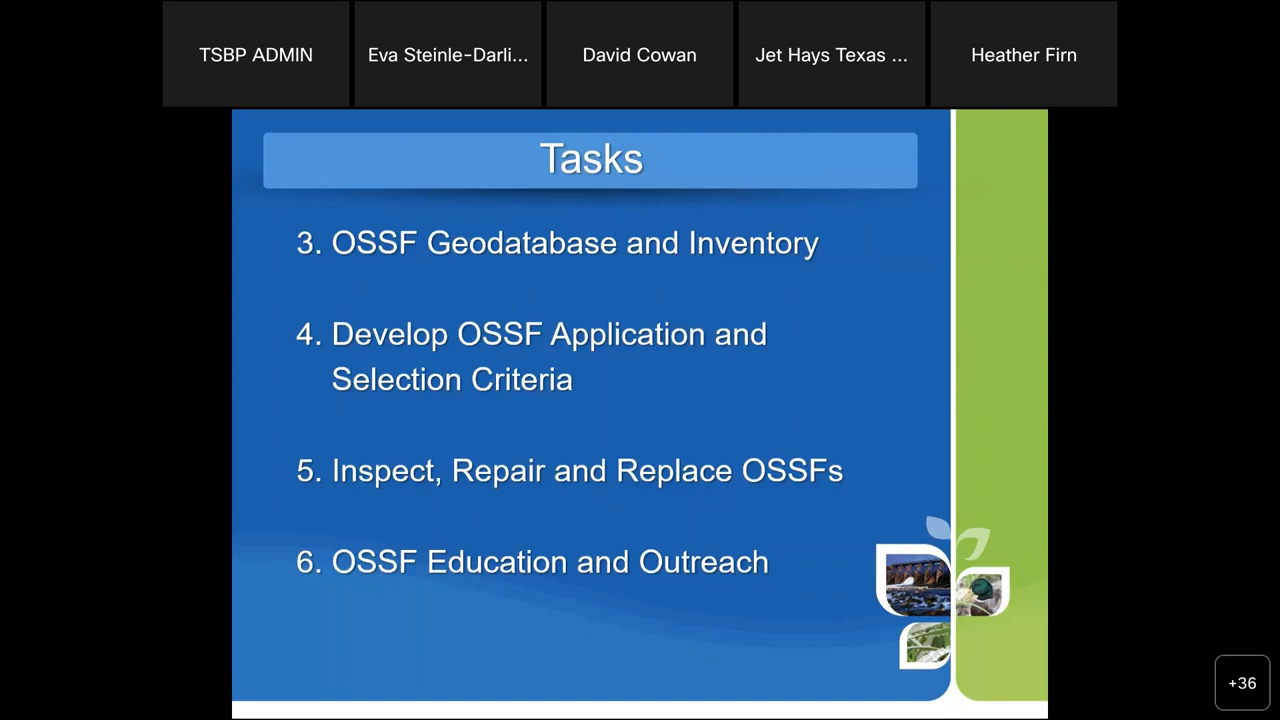 TSBP ADMIN
Eva Steinle-Darli...
David Cowan
Jet Hays Texas ...
Heather Firn
Tasks
3. OSSF Geodatabase and Inventory
4. Develop OSSF Application and
Selection Criteria
5. Inspect, Repair and Replace OSSFs
6. OSSF Education and Outreach
+36